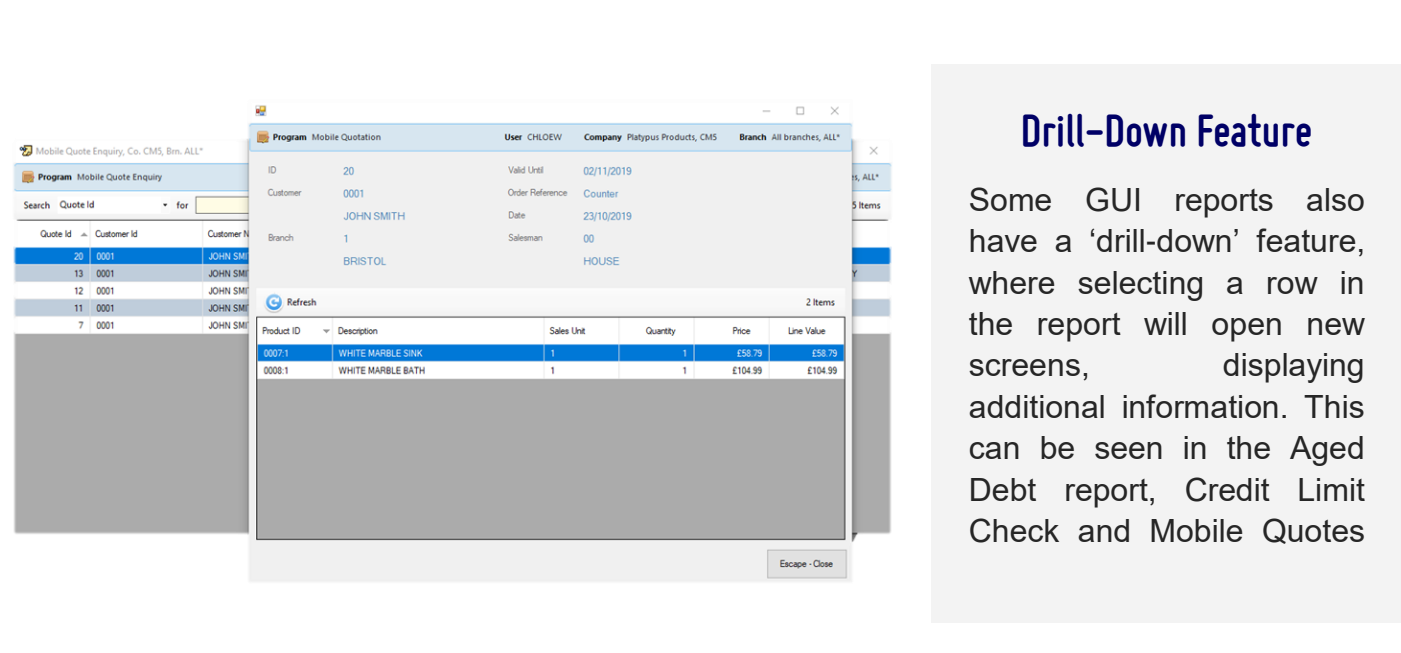 Mobile Quote Enquiry, Co. CM5, Brn. ALL*
Program Mobile Quote Enquiry
Search Quote Id for
5 Items
Quote Id Customer Id Customer N
20 0001 JOHN SMI
13 0001 JOHN SMI
12 0001 JOHN SMI
11 0001 JOHN SMI
7 0001 JOHN SMI
Program Mobile Quotation User CHLOEW Company Platypus Products, CM5 Branch All branches, ALL*
ID 20 Valid Until 02/11/2019
Customer 0001 Order Reference Counter
JOHN SMITH Date 23/10/2019
Branch 1 Salesman 00
BRISTOL HOUSE
Refresh 2 Items
Product ID Description Sales Unit Quantity Price Line Value
0007:1 WHITE MARBLE SINK 1 1 £58.79 £58.79
0008:1 WHITE MARBLE BATH 1 1 £104.99 £104.99
Escape - Close
Drill-Down Feature
Some GUI reports also
have a ‘drill-down’ feature,
where selecting a row in
the report will open new
screens, displaying
additional information. This
can be seen in the Aged
Debt report, Credit Limit
Check and Mobile Quotes